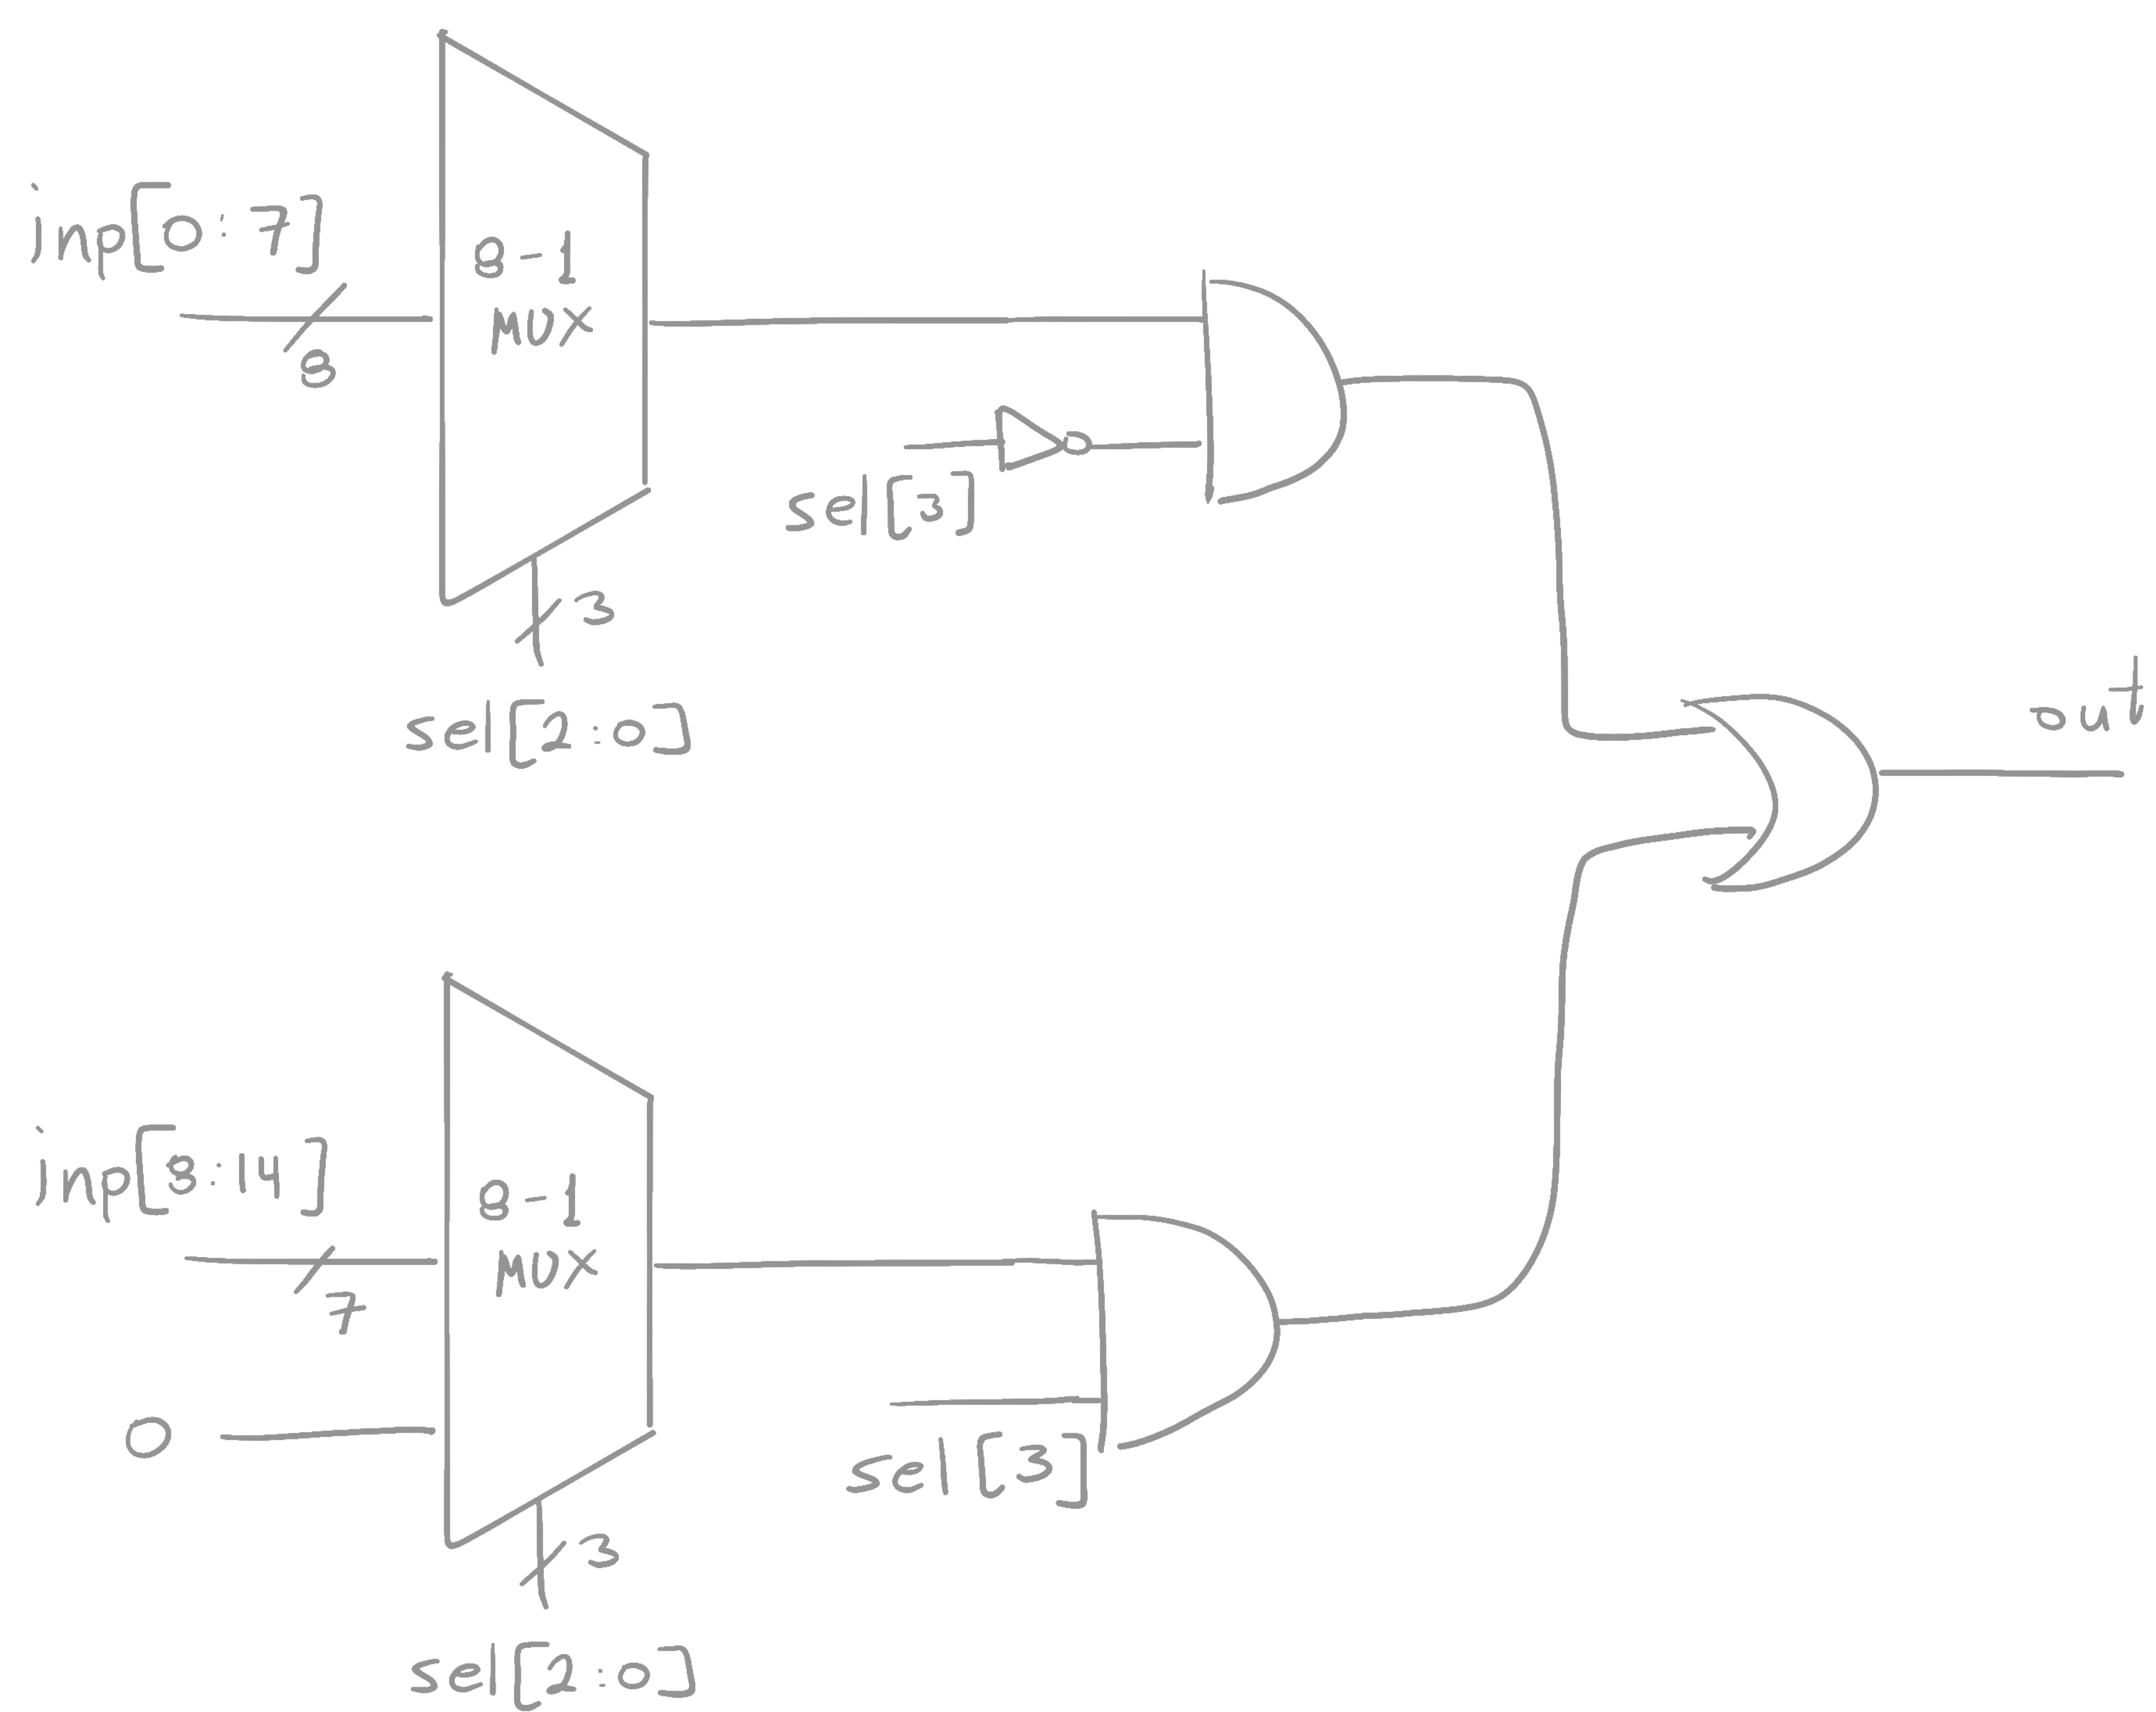 inp[0:7]
8
8-1
MUX
3
sel[2:0]
sel[3]
out
inp[8:14]
7
0
8-1
MUX
3
sel[2:0]
sel[3]